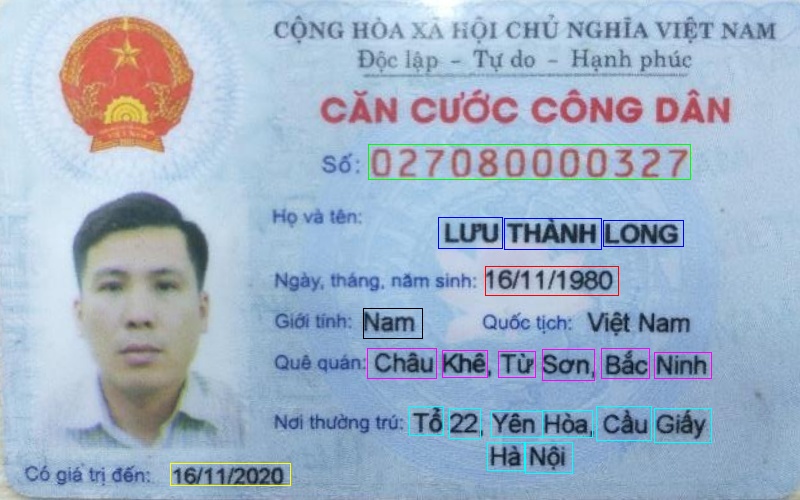 CỘNG HÒA XÃ HỘI CHỦ NGHĨA VIỆT NAM
Độc lập - Tự do - Hạnh phúc
CĂN CƯỚC CÔNG DÂN
Số: 027080000327
Họ và tên:
LƯU THÀNH LONG
Ngày, tháng, năm sinh: 16/11/1980
Giới tính: Nam Quốc tịch: Việt Nam
Quê quán: Châu Khê, Từ Sơn, Bắc Ninh
Nơi thường trú: Tổ 22, Yên Hòa, Cầu Giấy
Hà Nội
Có giá trị đến: 16/11/2020